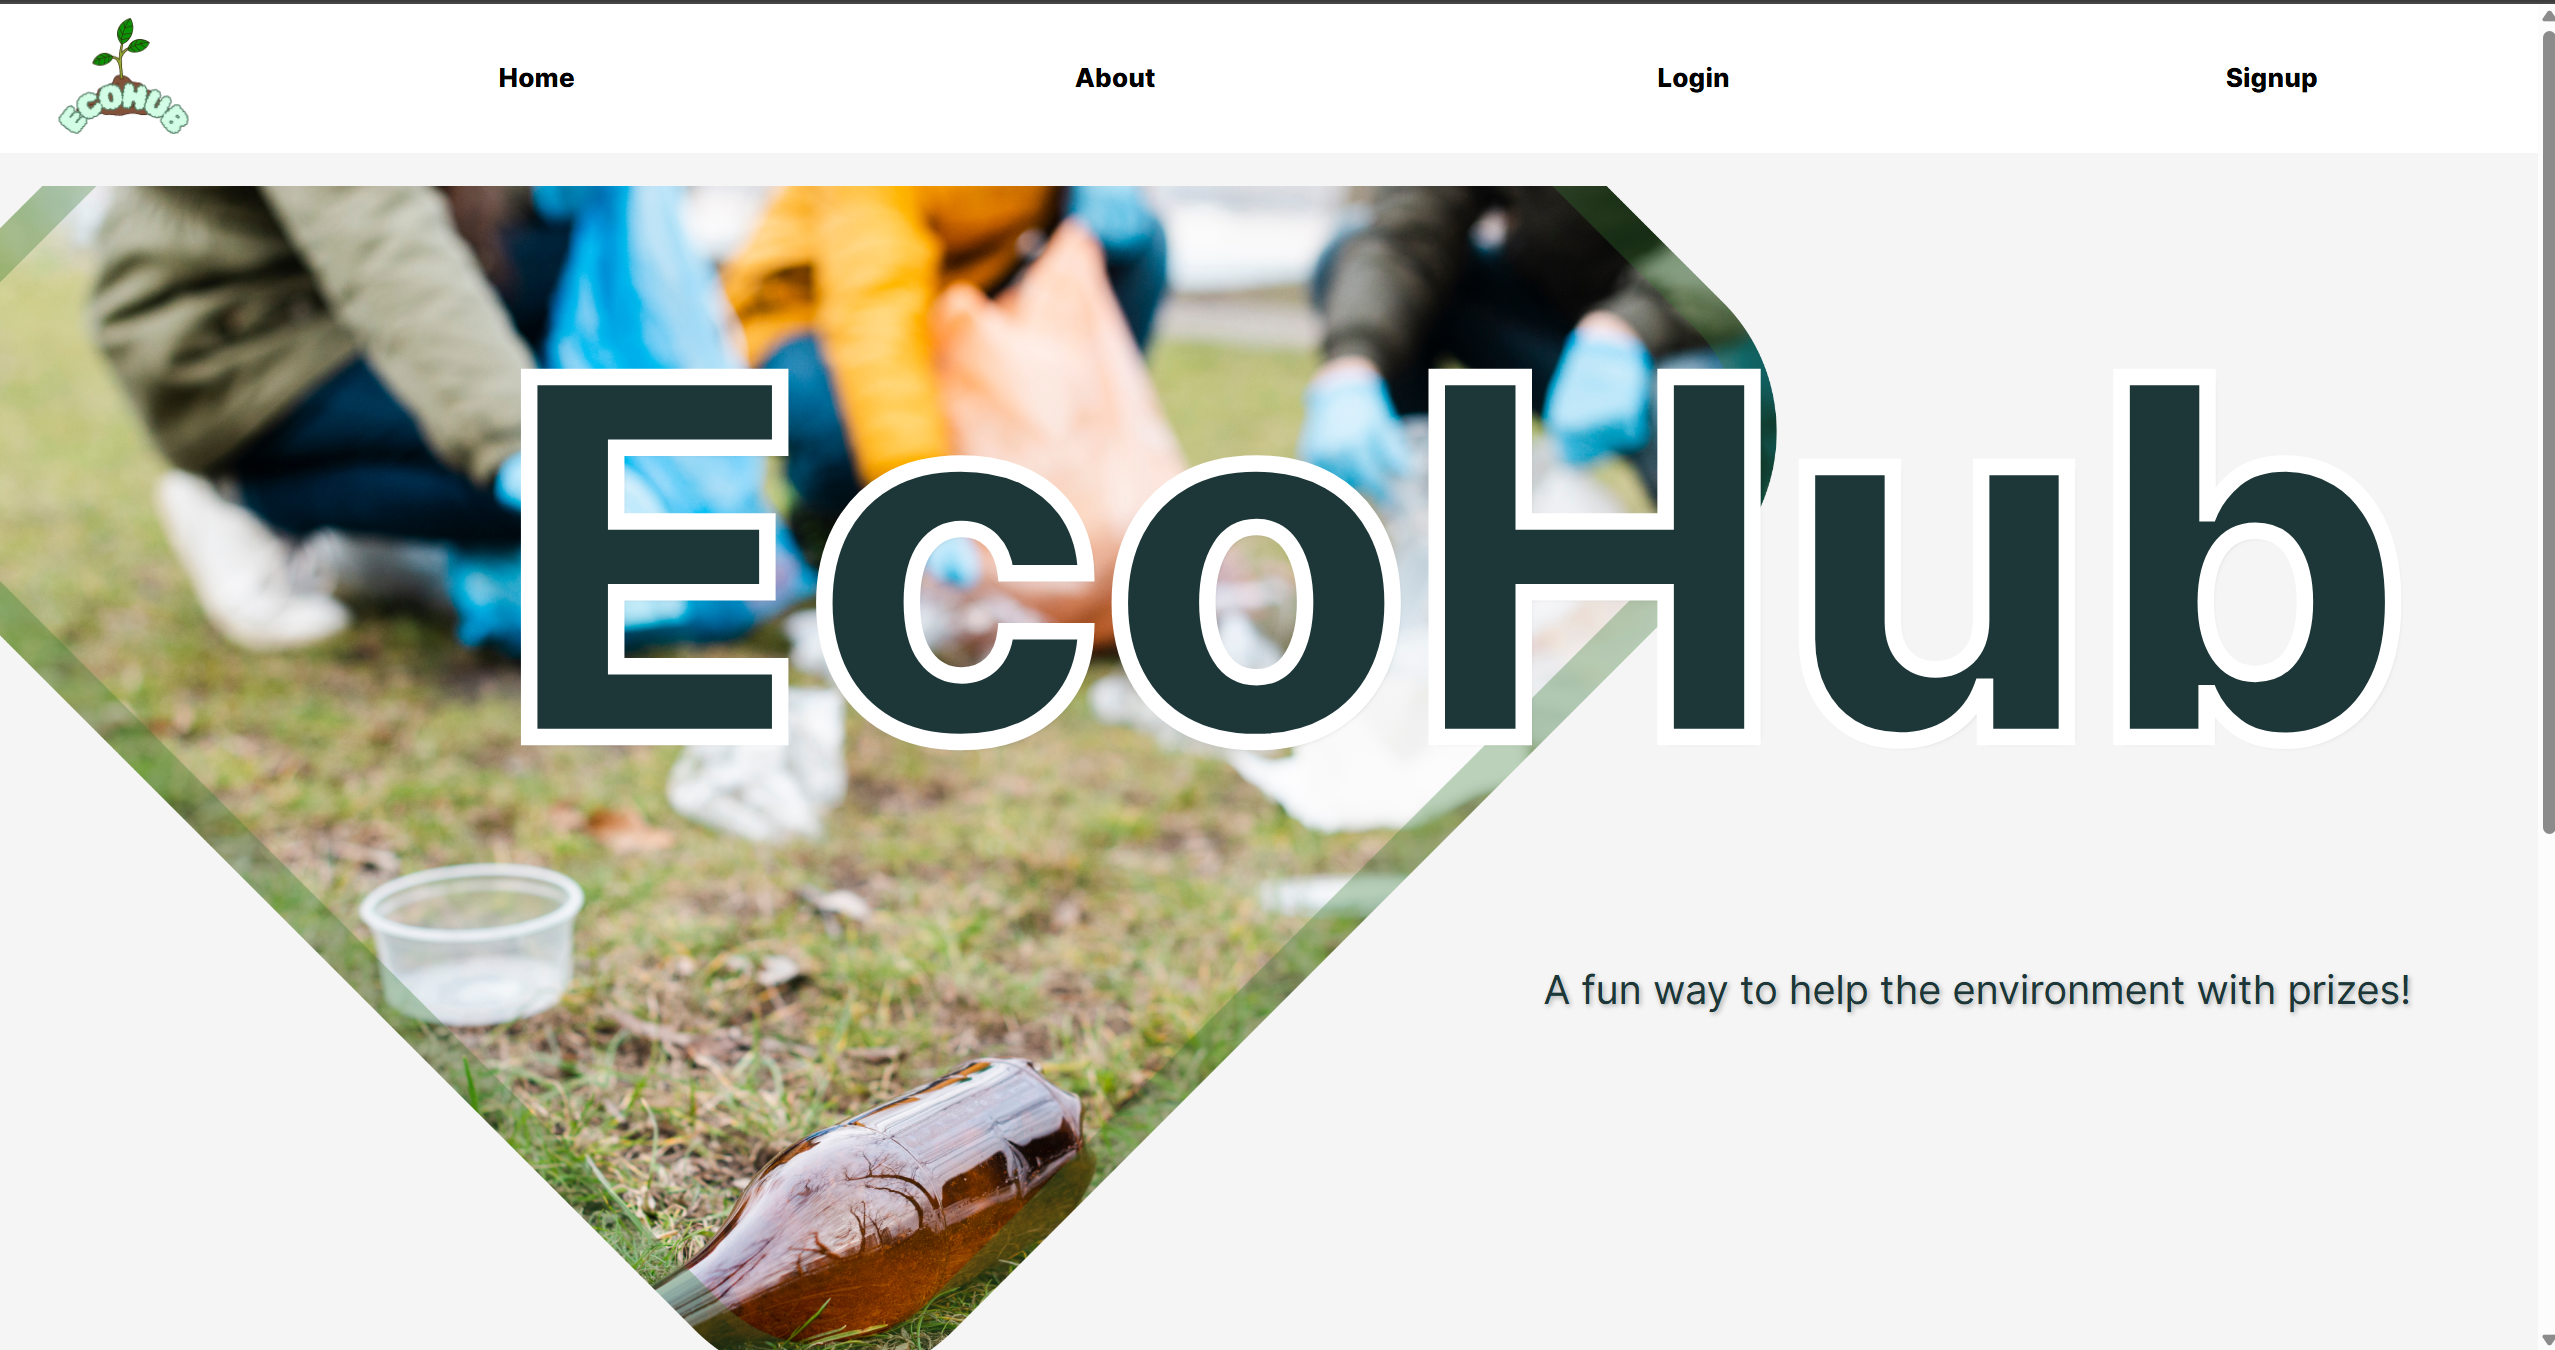 ECOHUB
Home
About
Login
Signup
EcoHub
A fun way to help the environment with prizes!